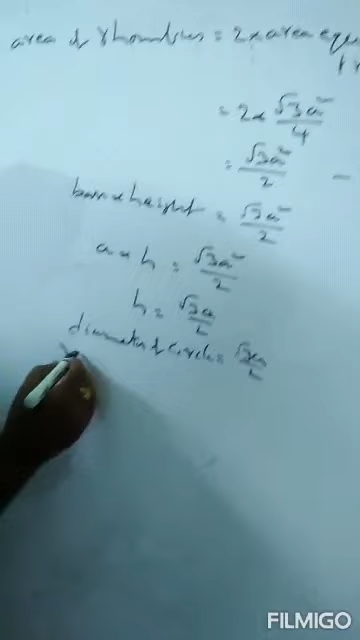 area of rhombus = 2 x area equ
= 2 x √3a²/4
= √3a²/2 -
base x height = √3a²/2
a x h = √3a²/2
h = √3a/2
diameter of circle = √3a/2
FILMIGO